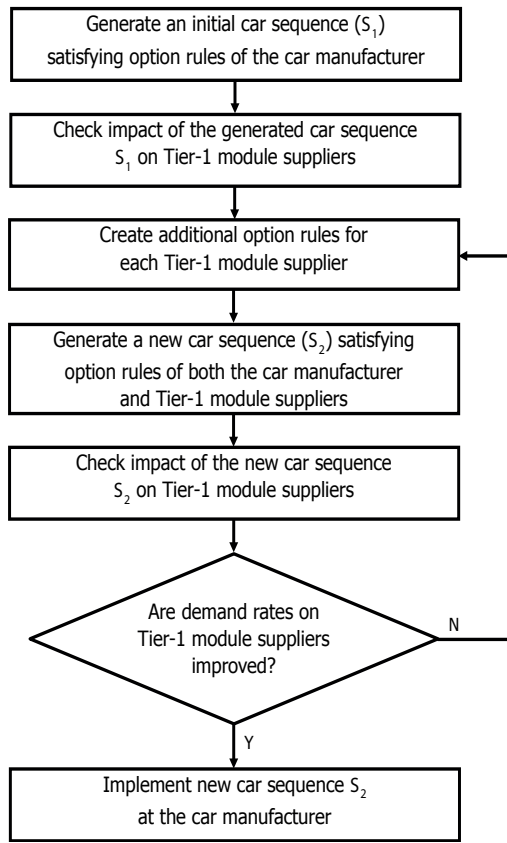 Generate an initial car sequence (S₁)
satisfying option rules of the car manufacturer
Check impact of the generated car sequence
S₁ on Tier-1 module suppliers
Create additional option rules for
each Tier-1 module supplier
Generate a new car sequence (S₂) satisfying
option rules of both the car manufacturer
and Tier-1 module suppliers
Check impact of the new car sequence
S₂ on Tier-1 module suppliers
Are demand rates on
Tier-1 module suppliers
improved?
N
Y
Implement new car sequence S₂
at the car manufacturer